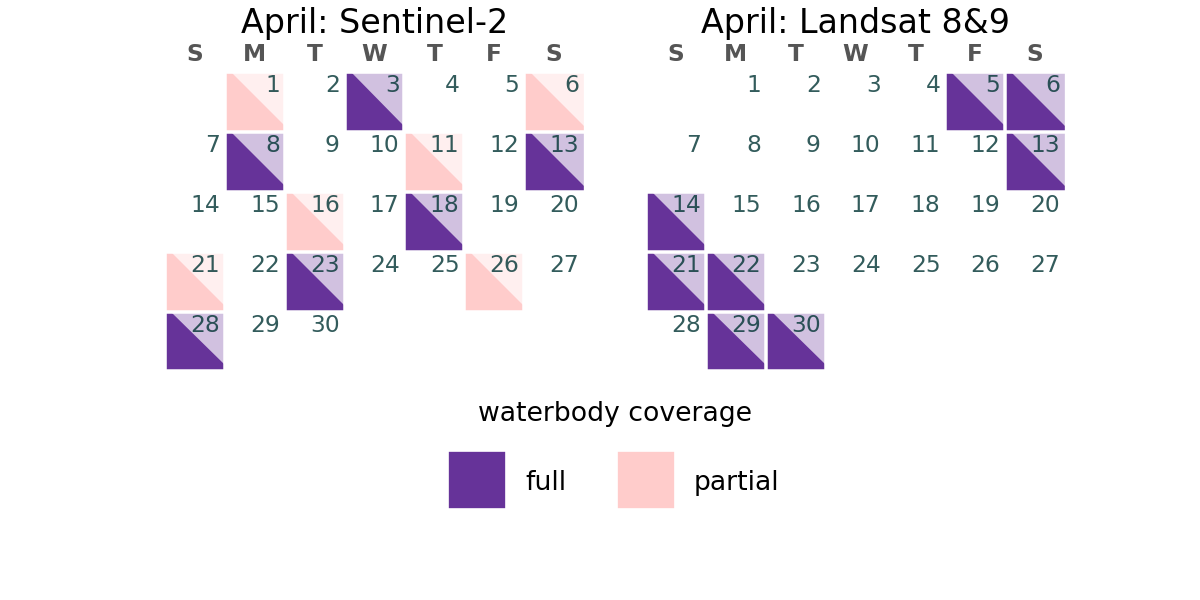 April: Sentinel-2
S M T W T F S
1 2 3 4 5 6
7 8 9 10 11 12 13
14 15 16 17 18 19 20
21 22 23 24 25 26 27
28 29 30
April: Landsat 8&9
S M T W T F S
1 2 3 4 5 6
7 8 9 10 11 12 13
14 15 16 17 18 19 20
21 22 23 24 25 26 27
28 29 30
waterbody coverage
full partial